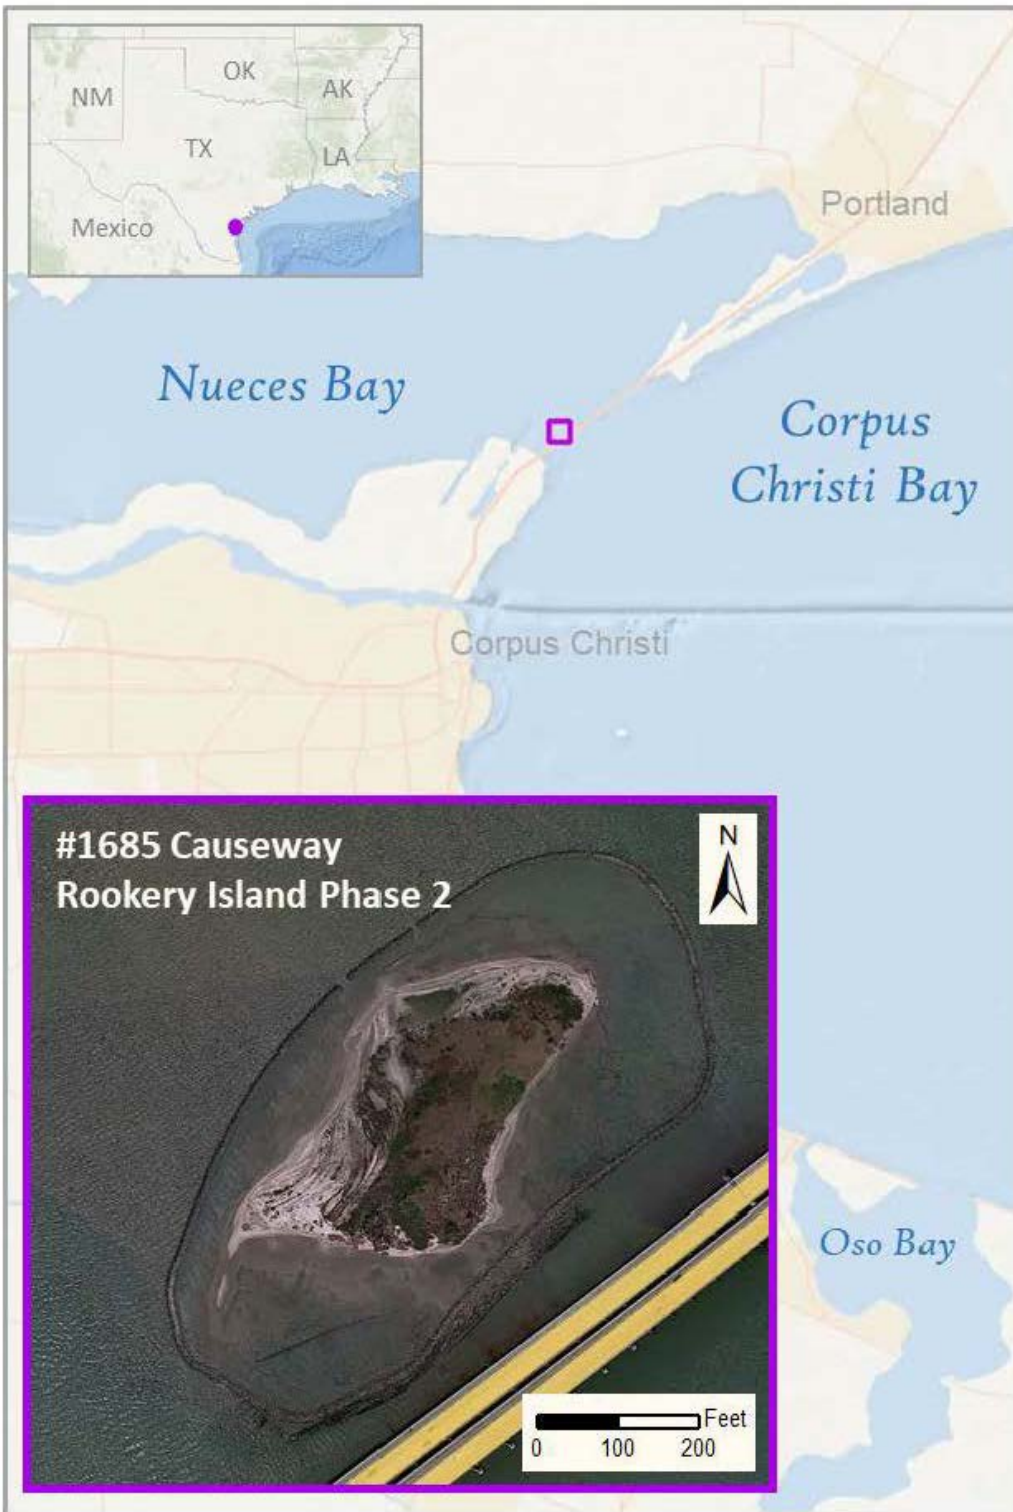 NM
OK
AK
TX
LA
Mexico
Portland
Nueces Bay
Corpus
Christi Bay
Corpus Christi
#1685 Causeway
Rookery Island Phase 2
N
Oso Bay
Feet
0 100 200